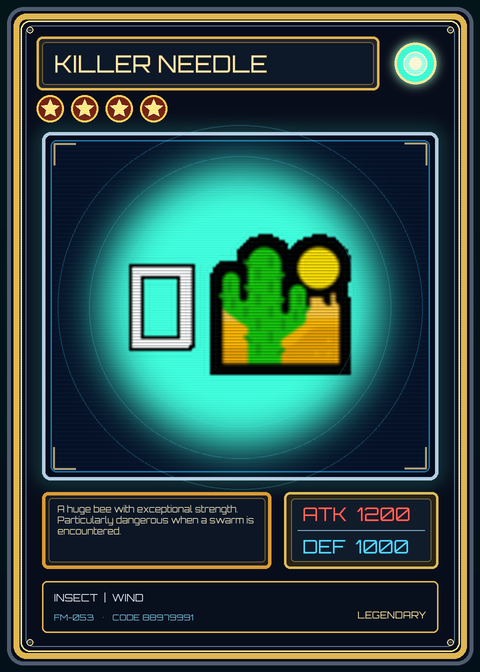 KILLER NEEDLE
A huge bee with exceptional strength.
Particularly dangerous when a swarm is
encountered.
ATK 1200
DEF 1000
INSECT | WIND
FM-053 · CODE 88979991
LEGENDARY